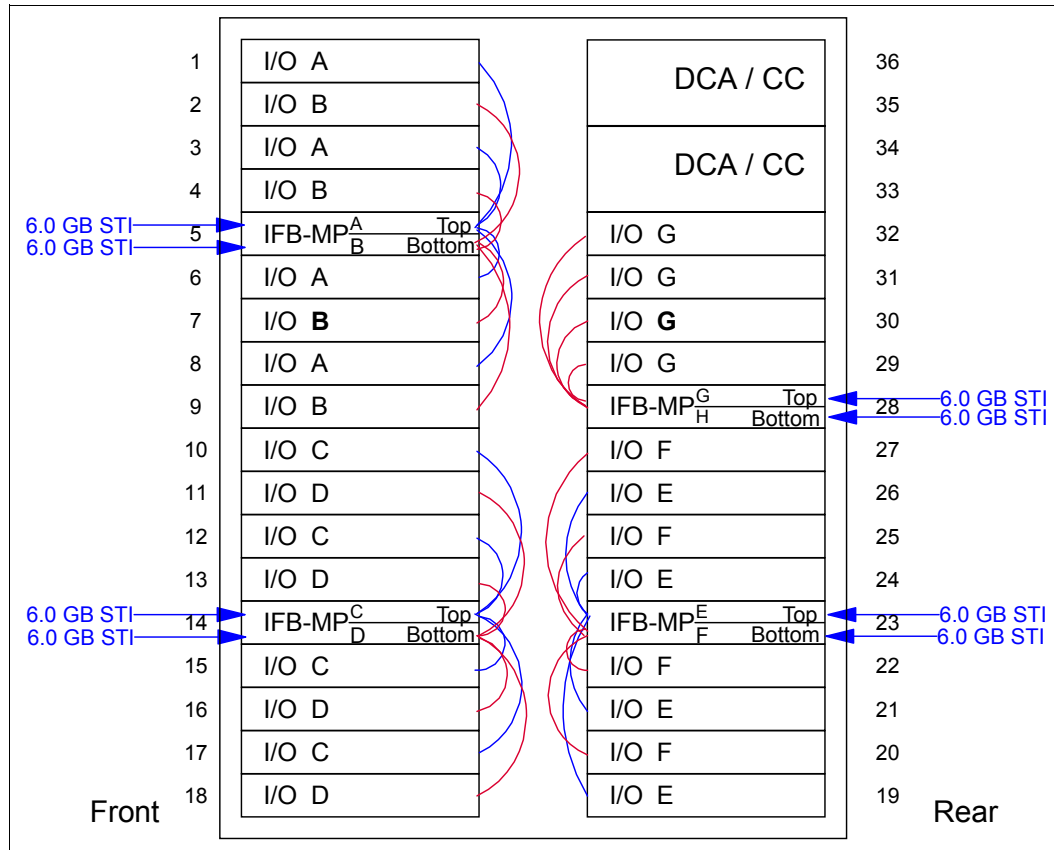 1 I/O A
2 I/O B
3 I/O A
4 I/O B
6.0 GB STI
6.0 GB STI
5 IFB-MP A Top
B Bottom
6 I/O A
7 I/O B
8 I/O A
9 I/O B
10 I/O C
11 I/O D
12 I/O C
13 I/O D
6.0 GB STI
6.0 GB STI
14 IFB-MP C Top
D Bottom
15 I/O C
16 I/O D
17 I/O C
18 I/O D
Front
DCA / CC 36
35
DCA / CC 34
33
I/O G 32
I/O G 31
I/O G 30
I/O G 29
IFB-MP G Top 28
H Bottom
6.0 GB STI
6.0 GB STI
I/O F 27
I/O E 26
I/O F 25
I/O E 24
IFB-MP E Top 23
F Bottom
6.0 GB STI
6.0 GB STI
I/O F 22
I/O E 21
I/O F 20
I/O E 19
Rear